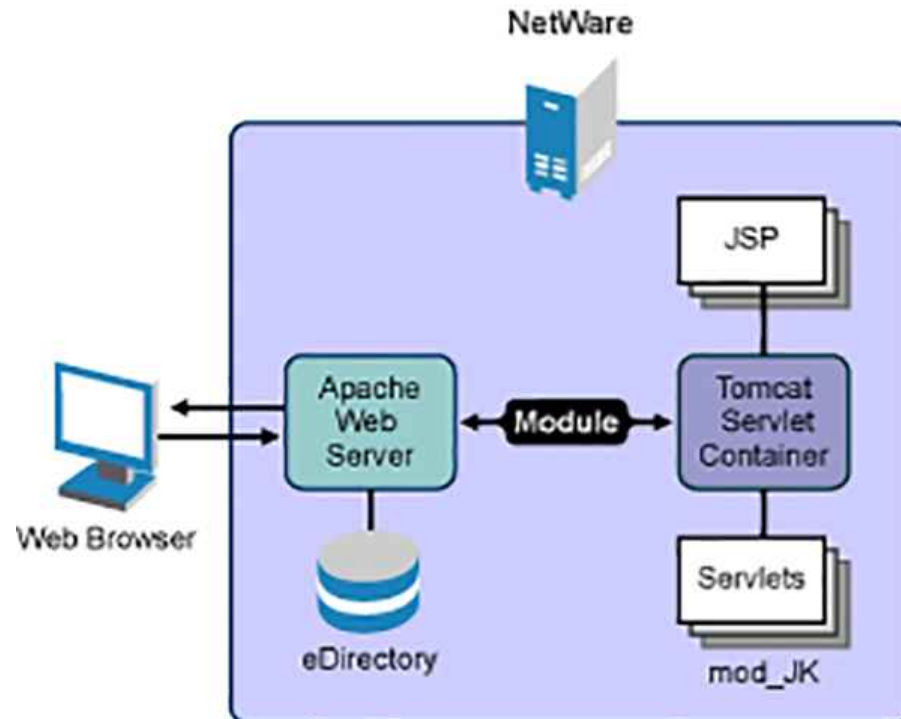 NetWare
JSP
Apache
Web
Server
Module
Tomcat
Servlet
Container
Web Browser
Servlets
eDirectory
mod_JK